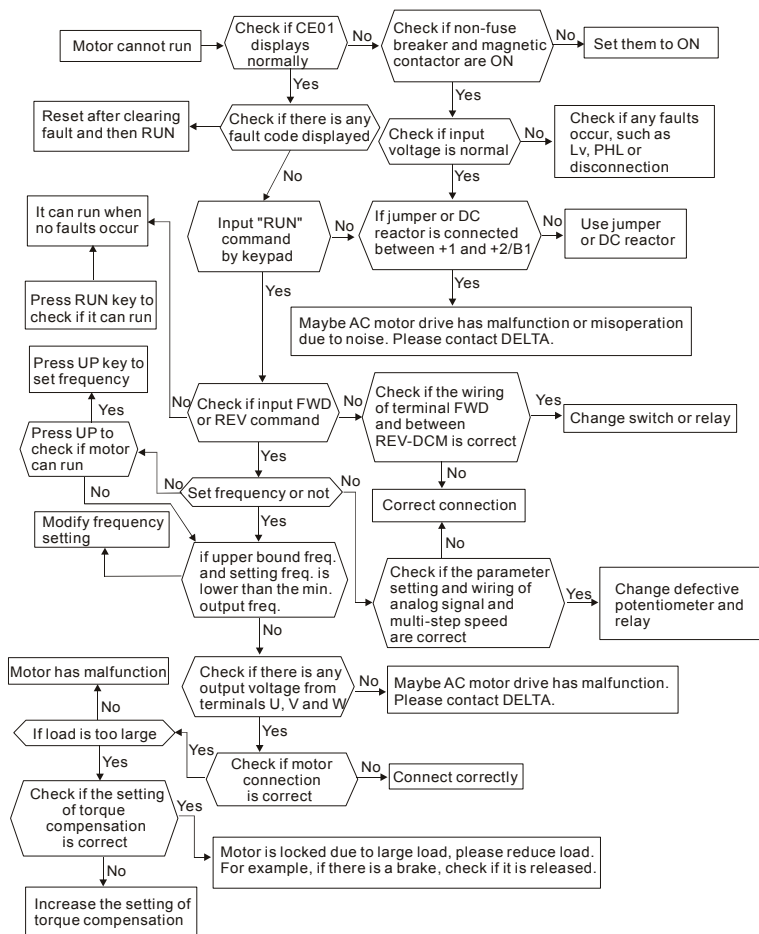 Motor cannot run
Check if CE01
displays
normally
No
Check if non-fuse
breaker and magnetic
contactor are ON
No
Set them to ON
Yes
Yes
Reset after clearing
fault and then RUN
Check if there is any
fault code displayed
Check if input
voltage is normal
No
Check if any faults
occur, such as
Lv, PHL or
disconnection
No
Yes
It can run when
no faults occur
Input "RUN"
command
by keypad
No
If jumper or DC
reactor is connected
between +1 and +2/B1
No
Use jumper
or DC reactor
Yes
Yes
Press RUN key to
check if it can run
Maybe AC motor drive has malfunction or misoperation
due to noise. Please contact DELTA.
Press UP key to
set frequency
No
Check if input FWD
or REV command
No
Check if the wiring
of terminal FWD
and between
REV-DCM is correct
Yes
Change switch or relay
Yes
Press UP to
check if motor
can run
Yes
No
No
Set frequency or not
No
No
Correct connection
Yes
No
Modify frequency
setting
if upper bound freq.
and setting freq. is
lower than the min.
output freq.
Check if the parameter
setting and wiring of
analog signal and
multi-step speed
are correct
Yes
Change defective
potentiometer and
relay
No
Motor has malfunction
Check if there is any
output voltage from
terminals U, V and W
No
Maybe AC motor drive has malfunction.
Please contact DELTA.
No
Yes
If load is too large
Yes
Check if motor
connection
is correct
No
Connect correctly
Yes
Check if the setting
of torque
compensation
is correct
Yes
Motor is locked due to large load, please reduce load.
For example, if there is a brake, check if it is released.
No
Increase the setting of
torque compensation